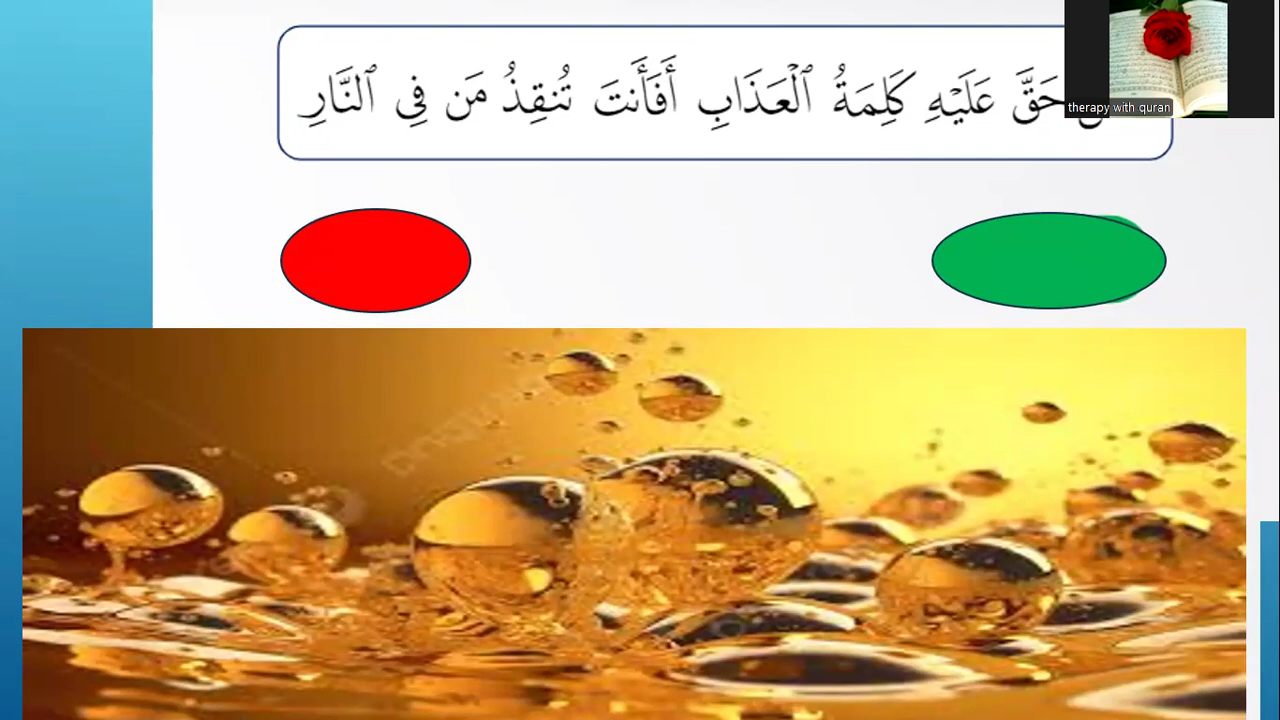 حَقَّ عَلَيْهِ كَلِمَةُ ٱلْعَذَابِ أَفَأَنتَ تُنقِذُ مَن فِى ٱلنَّارِ
therapy with quran